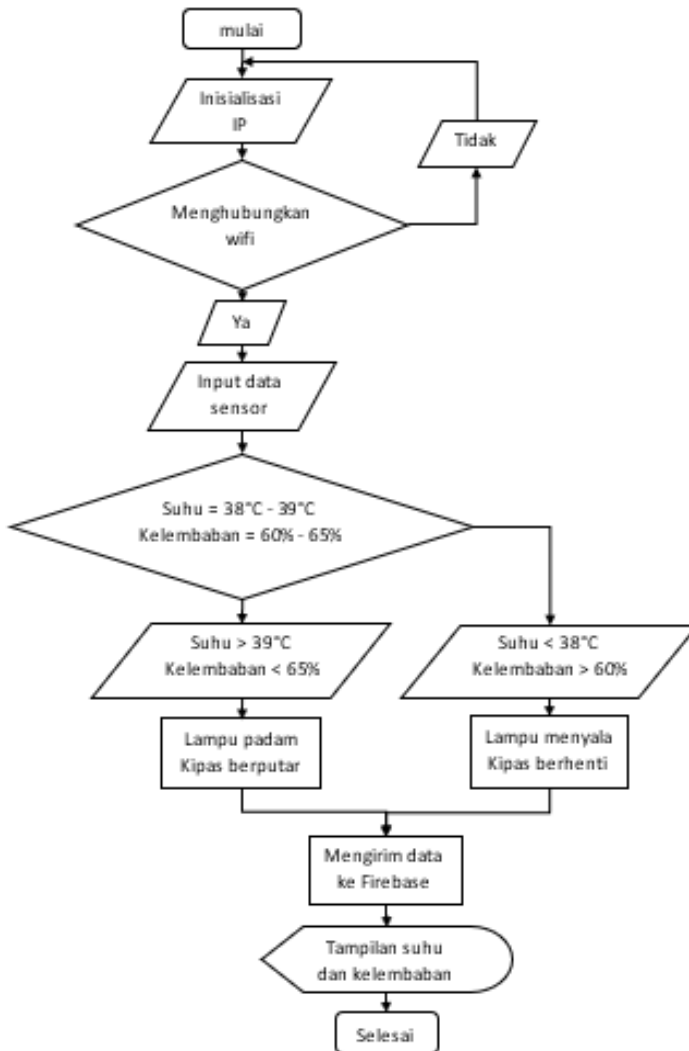 mulai
Inisialisasi
IP
Tidak
Menghubungkan
wifi
Ya
Input data
sensor
Suhu = 38°C - 39°C
Kelembaban = 60% - 65%
Suhu > 39°C
Kelembaban < 65%
Suhu < 38°C
Kelembaban > 60%
Lampu padam
Kipas berputar
Lampu menyala
Kipas berhenti
Mengirim data
ke Firebase
Tampilan suhu
dan kelembaban
Selesai